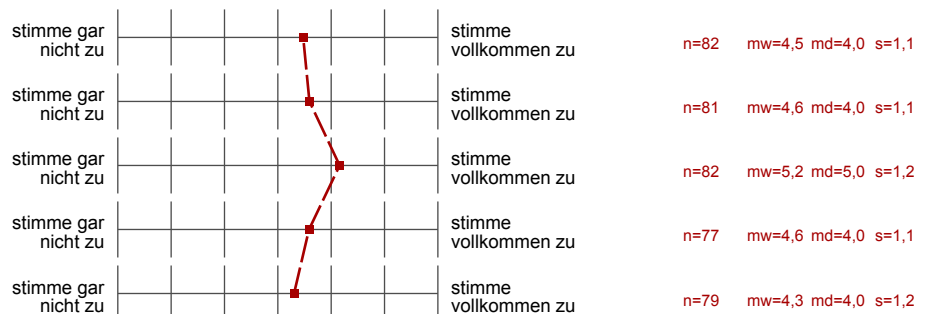 stimme gar
nicht zu
stimme
vollkommen zu
n=82 mw=4,5 md=4,0 s=1,1
stimme gar
nicht zu
stimme
vollkommen zu
n=81 mw=4,6 md=4,0 s=1,1
stimme gar
nicht zu
stimme
vollkommen zu
n=82 mw=5,2 md=5,0 s=1,2
stimme gar
nicht zu
stimme
vollkommen zu
n=77 mw=4,6 md=4,0 s=1,1
stimme gar
nicht zu
stimme
vollkommen zu
n=79 mw=4,3 md=4,0 s=1,2